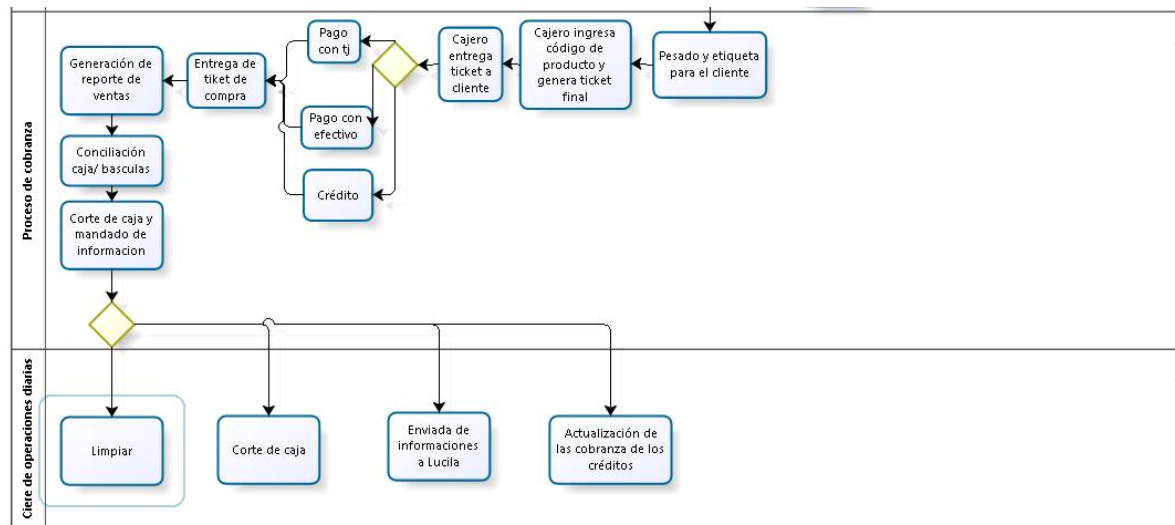 Proceso de cobranza
Pesado y etiqueta
para el cliente
Cajero ingresa
código de
producto y
genera ticket
final
Cajero
entrega
ticket a
cliente
Pago
con tj
Pago con
efectivo
Crédito
Entrega de
tiket de
compra
Generación de
reporte de
ventas
Conciliación
caja/ basculas
Corte de caja y
mandado de
informacion
Ciere de operaciones diarias
Limpiar
Corte de caja
Enviada de
informaciones
a Lucila
Actualización de
las cobranza de los
créditos